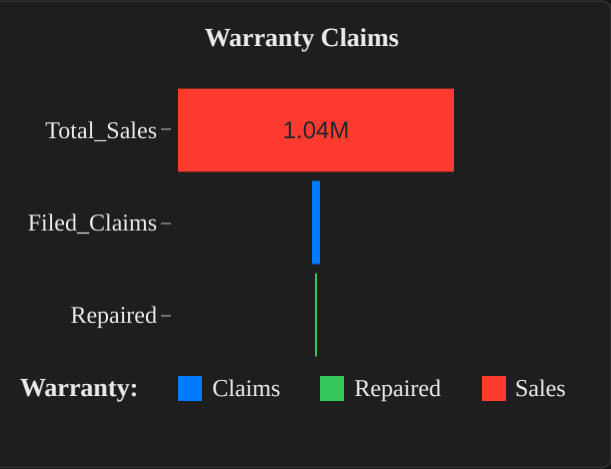 Warranty Claims
Total_Sales
1.04M
Filed_Claims
Repaired
Warranty:
Claims
Repaired
Sales